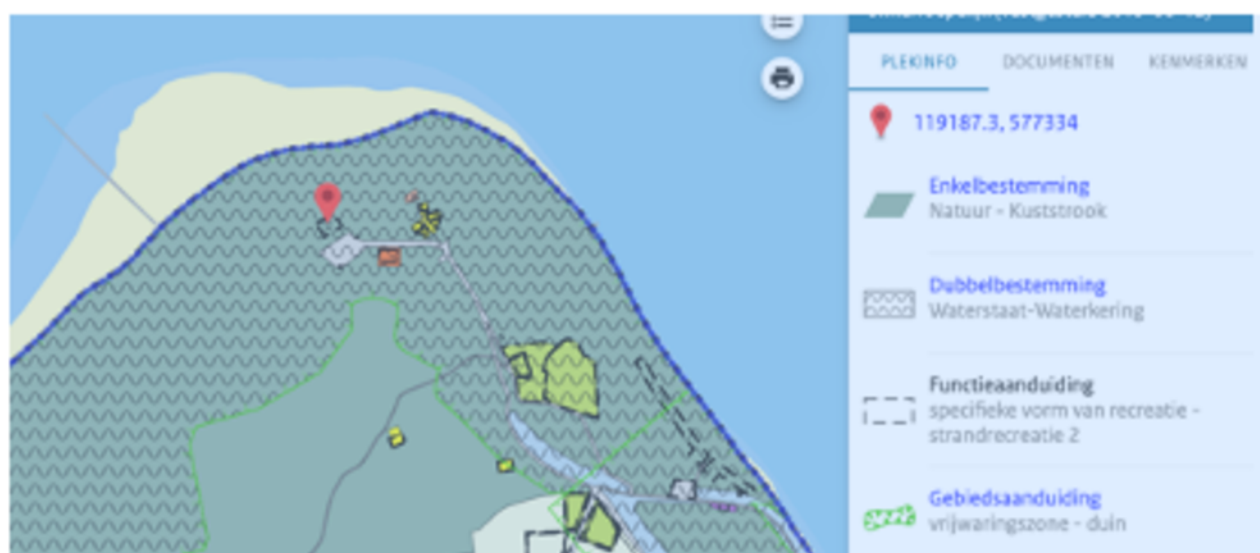 PLEKINFO DOCUMENTEN KENMERKEN
119187.3, 577334
Enkelbestemming
Natuur - Kuststrook
Dubbelbestemming
Waterstaat-Waterkering
Functieaanduiding
specifieke vorm van recreatie -
strandrecreatie 2
Gebiedsaanduiding
vrijwaringszone - duin